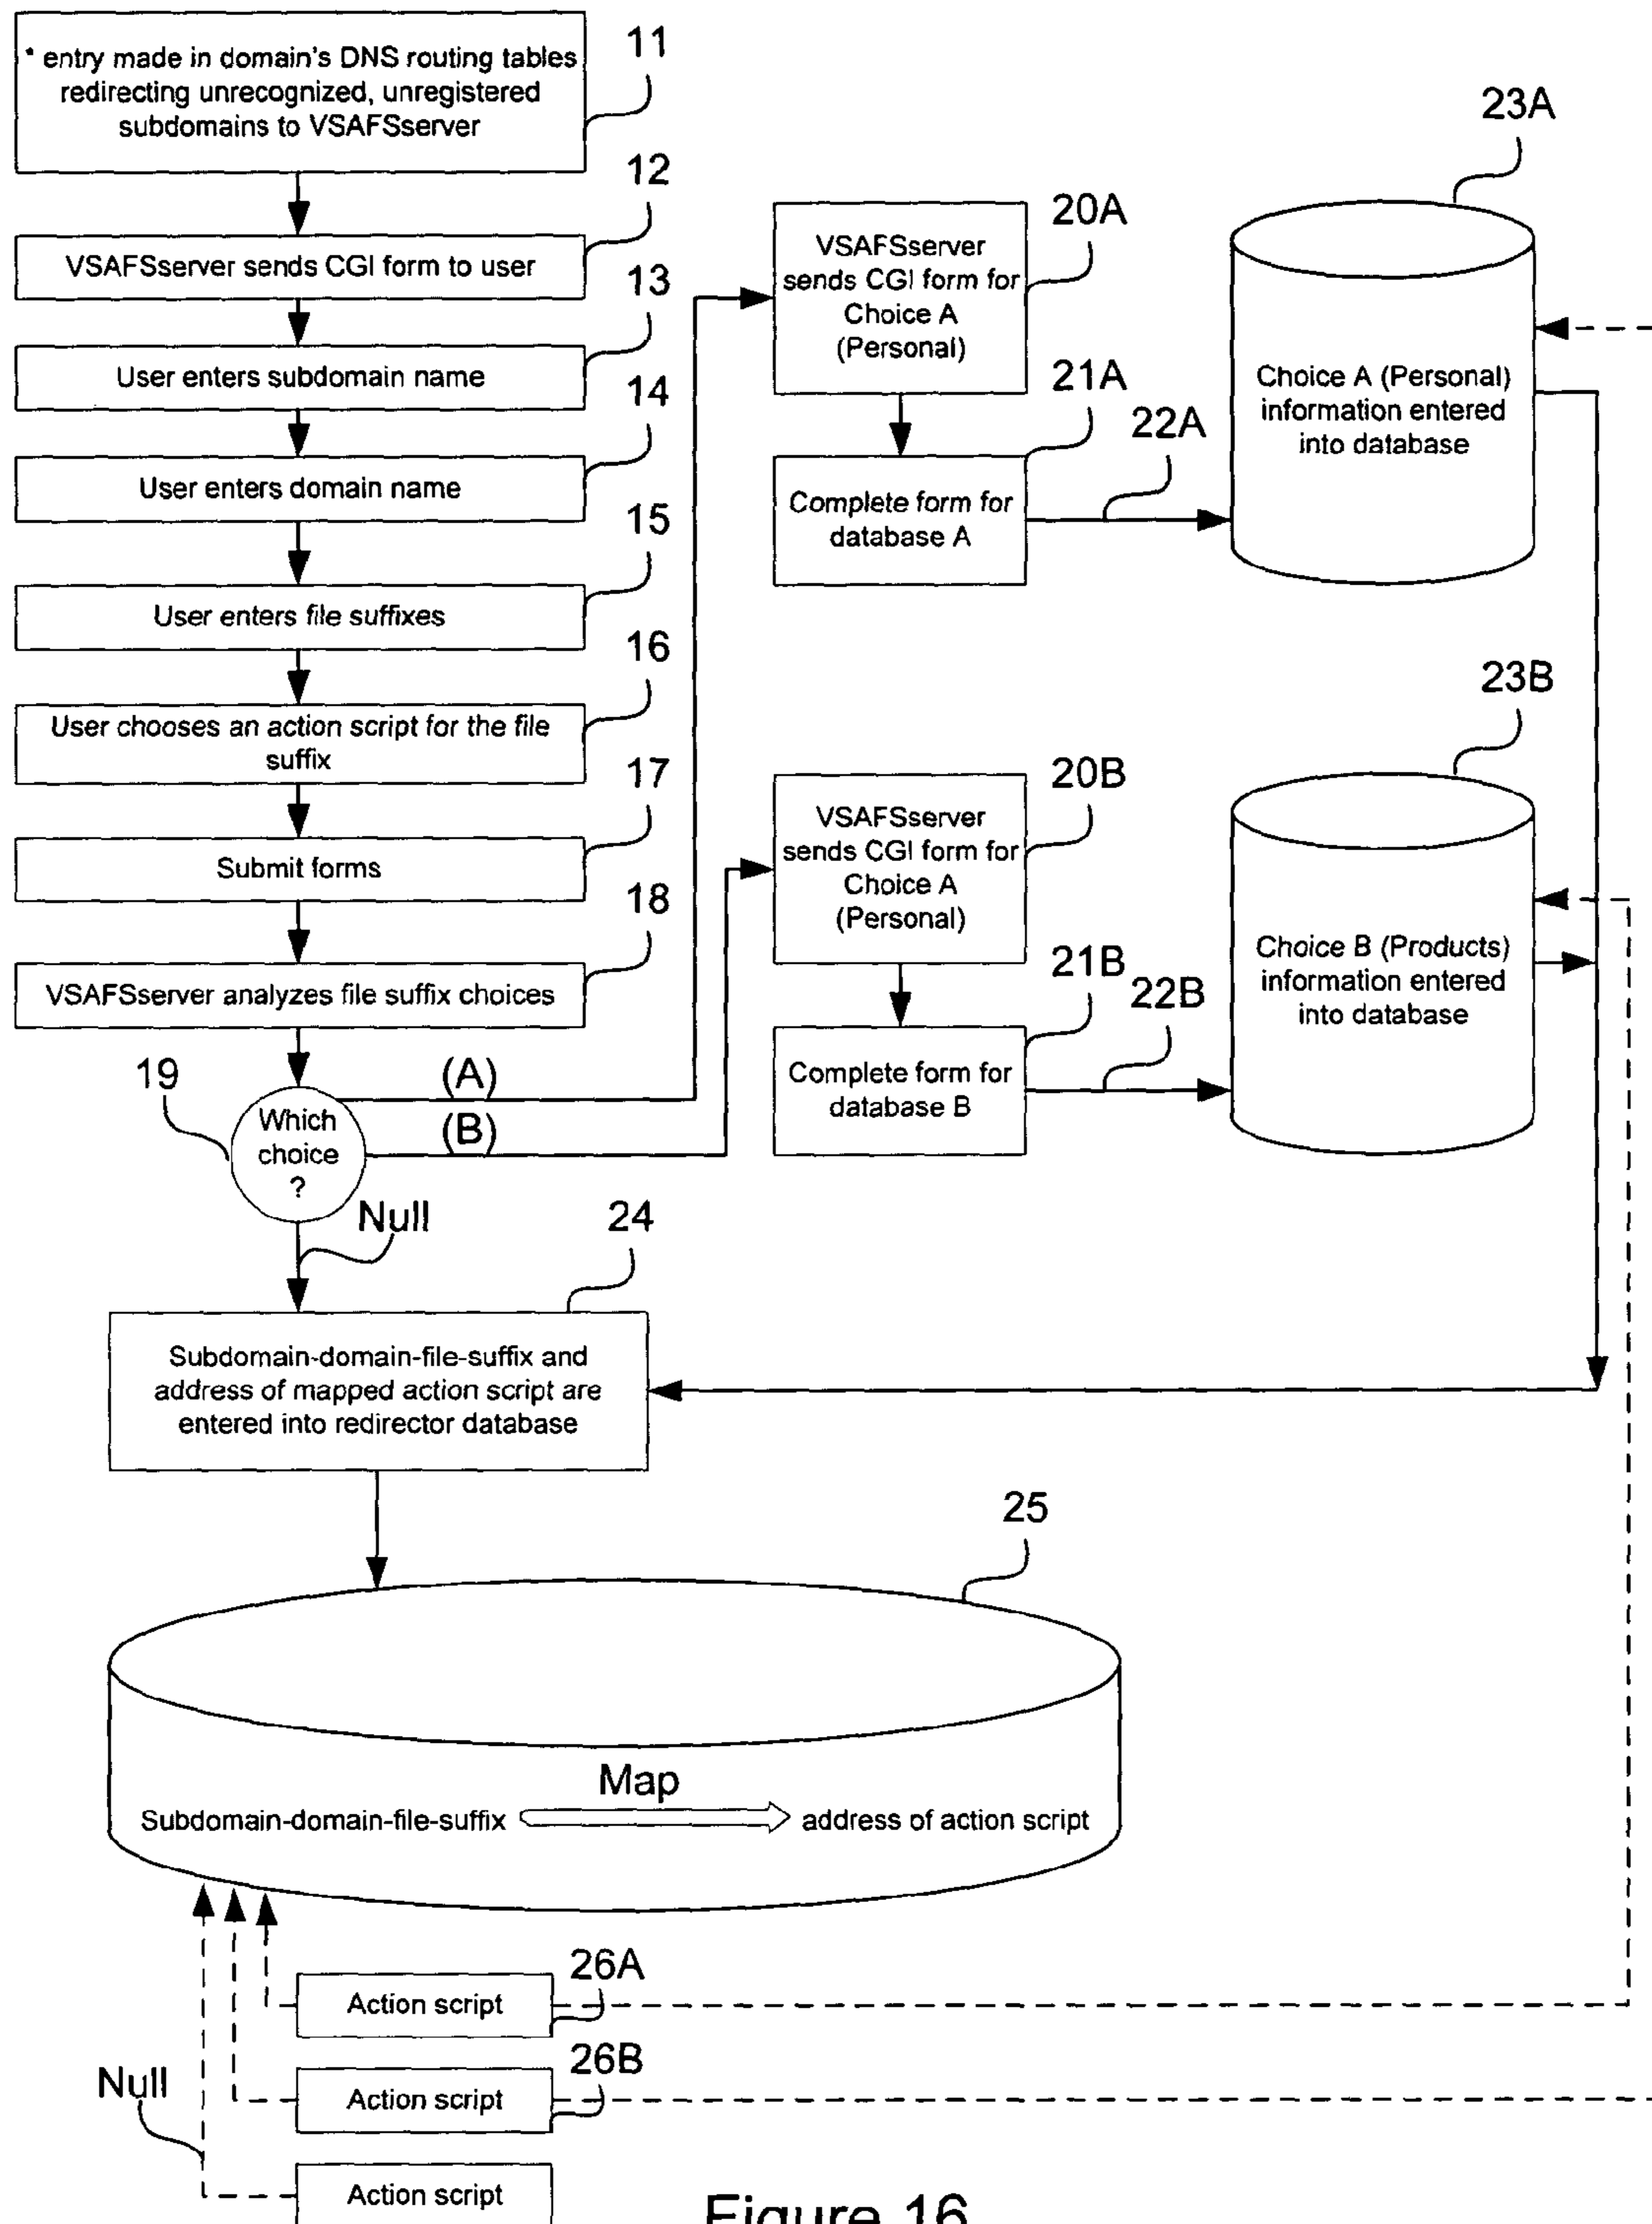 * entry made in domain's DNS routing tables
redirecting unrecognized, unregistered
subdomains to VSAFSserver
11
VSAFSserver sends CGI form to user
12
User enters subdomain name
13
User enters domain name
14
User enters file suffixes
15
User chooses an action script for the file
suffix
16
Submit forms
17
VSAFSserver analyzes file suffix choices
18
19
Which
choice
?
(A)
(B)
Null
VSAFSserver
sends CGI form for
Choice A
(Personal)
20A
Complete form for
database A
21A
22A
23A
Choice A (Personal)
information entered
into database
VSAFSserver
sends CGI form for
Choice A
(Personal)
20B
Complete form for
database B
21B
22B
23B
Choice B (Products)
information entered
into database
24
Subdomain-domain-file-suffix and
address of mapped action script are
entered into redirector database
25
Map
Subdomain-domain-file-suffix
address of action script
Action script
26A
Action script
26B
Null
Action script
Figure 16